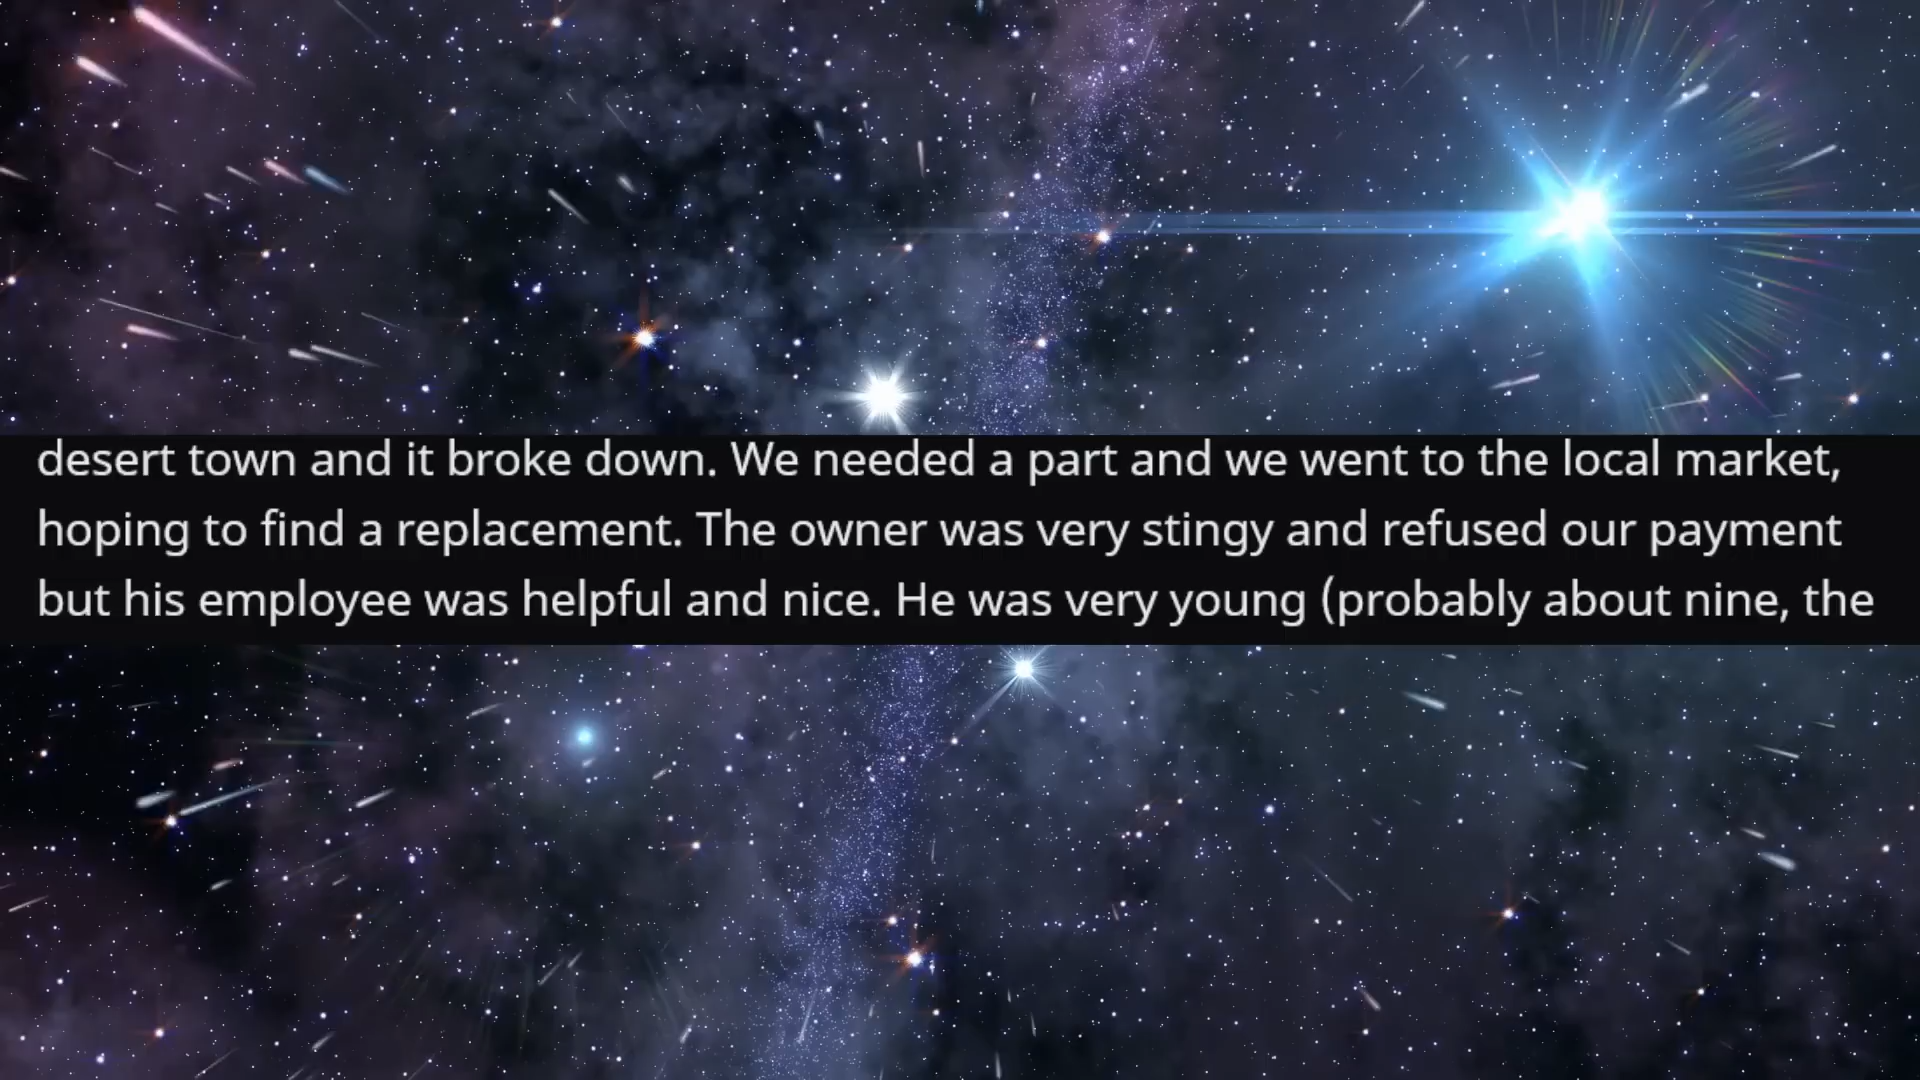 desert town and it broke down. We needed a part and we went to the local market,
hoping to find a replacement. The owner was very stingy and refused our payment
but his employee was helpful and nice. He was very young (probably about nine, the